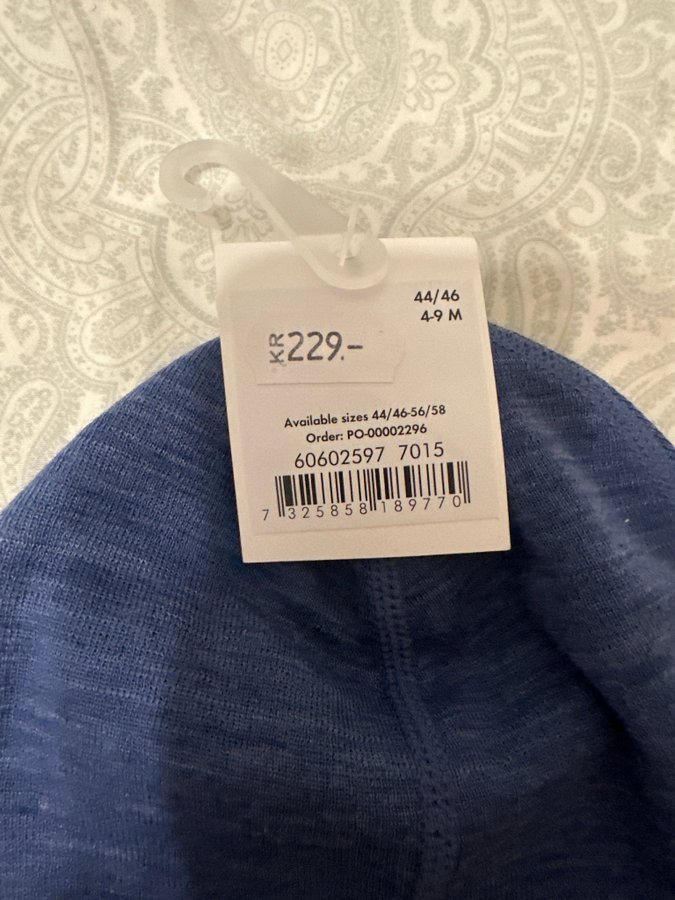 44/46
4-9 M
KR 229.-
Available sizes 44/46-56/58
Order: PO-00002296
60602597 7015
7 325858 189770